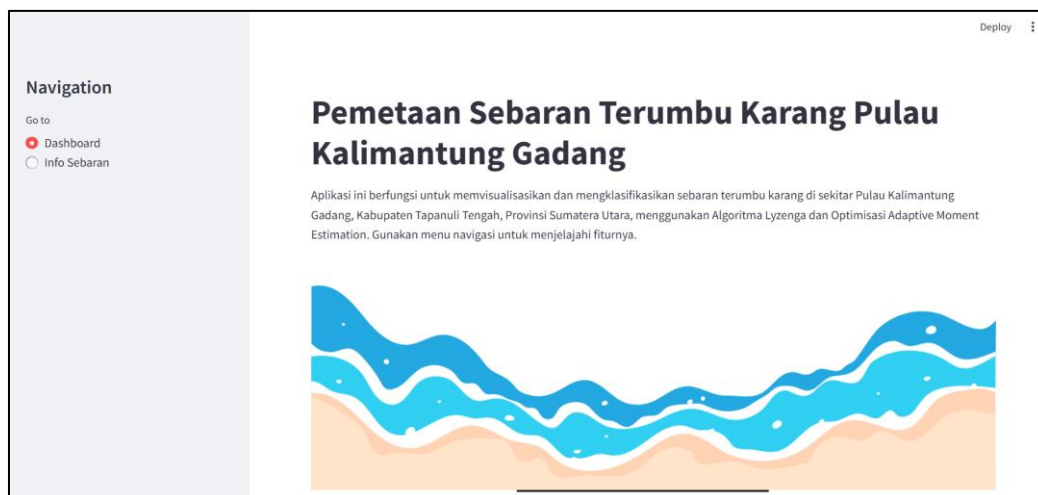 Deploy
Navigation
Go to
Dashboard
Info Sebaran
Pemetaan Sebaran Terumbu Karang Pulau
Kalimantung Gadang
Aplikasi ini berfungsi untuk memvisualisasikan dan mengklasifikasikan sebaran terumbu karang di sekitar Pulau Kalimantung
Gadang, Kabupaten Tapanuli Tengah, Provinsi Sumatera Utara, menggunakan Algoritma Lyzenga dan Optimisasi Adaptive Moment
Estimation. Gunakan menu navigasi untuk menjelajahi fiturnya.